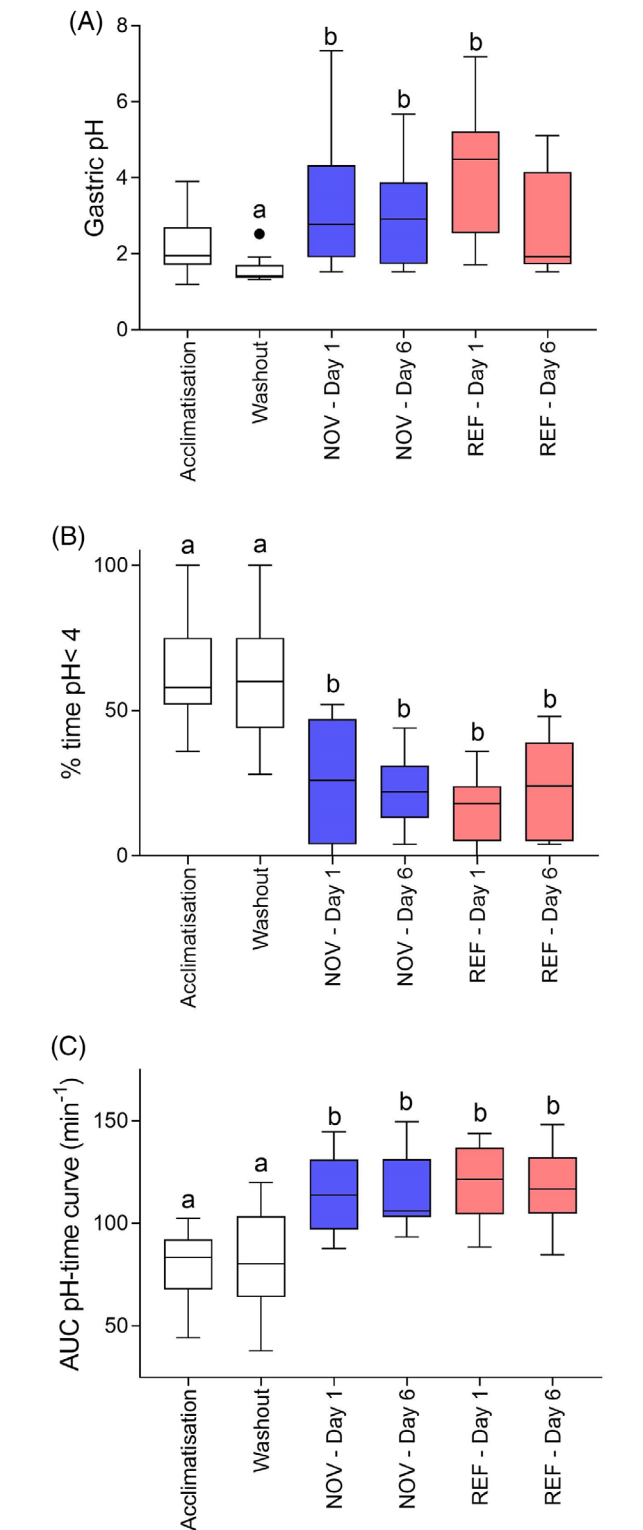 (A)
8
6
4
2
0
Gastric pH
b
b
b
a
Acclimatisation
Washout
NOV - Day 1
NOV - Day 6
REF - Day 1
REF - Day 6
(B)
100
50
0
% time pH< 4
a
a
b
b
b
b
Acclimatisation
Washout
NOV - Day 1
NOV - Day 6
REF - Day 1
REF - Day 6
(C)
150
100
50
AUC pH-time curve (min⁻¹)
a
a
b
b
b
b
Acclimatisation
Washout
NOV - Day 1
NOV - Day 6
REF - Day 1
REF - Day 6